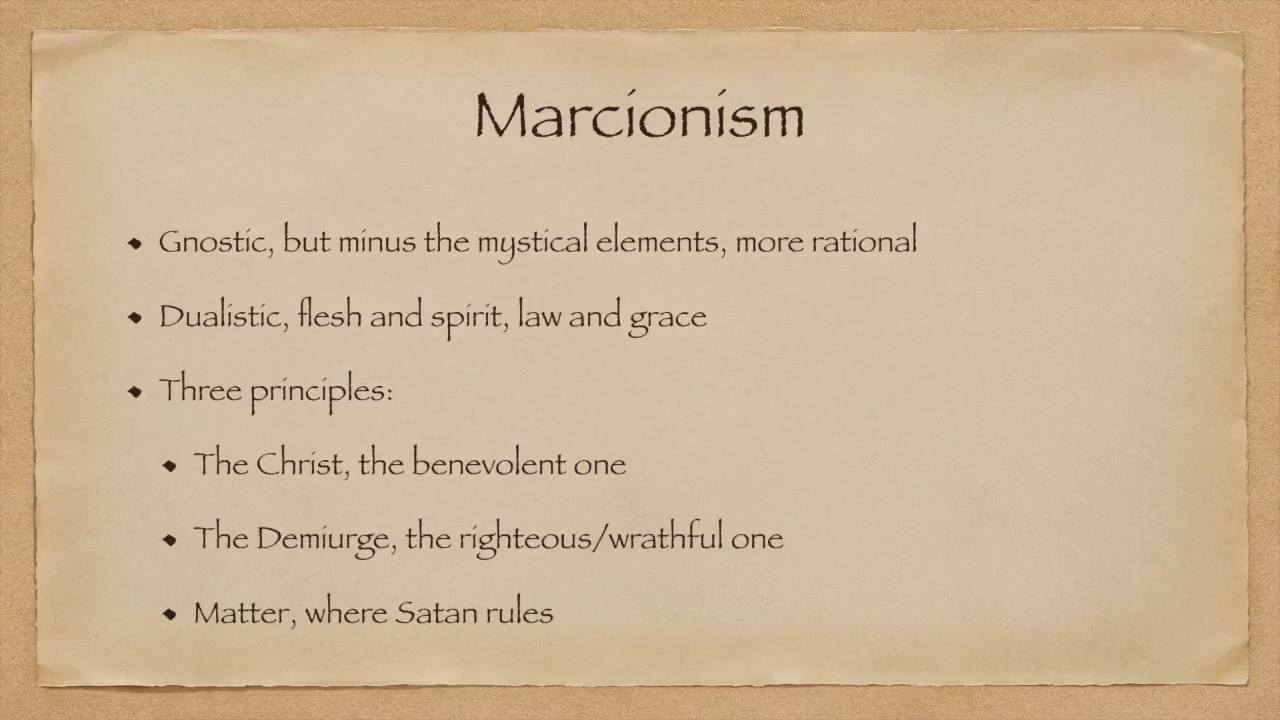 Marcionism
Gnostic, but minus the mystical elements, more rational
Dualistic, flesh and spirit, law and grace
Three principles:
The Christ, the benevolent one
The Demiurge, the righteous/wrathful one
Matter, where Satan rules